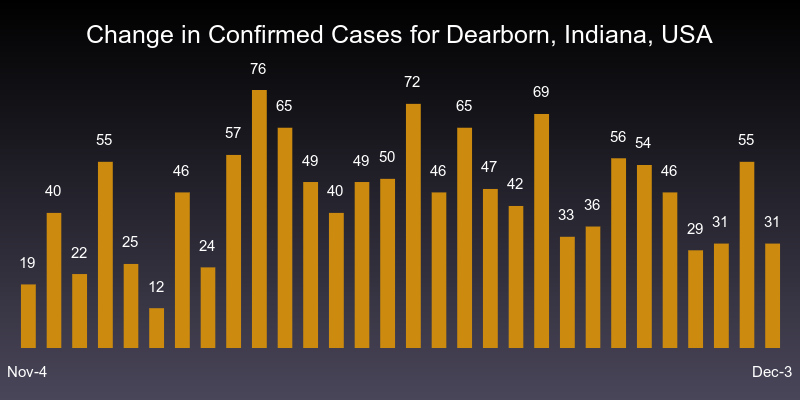 Change in Confirmed Cases for Dearborn, Indiana, USA
19 40 22 55 25 12 46 24 57 76 65 49 40 49 50 72 46 65 47 42 69 33 36 56 54 46 29 31 55 31
Nov-4 Dec-3